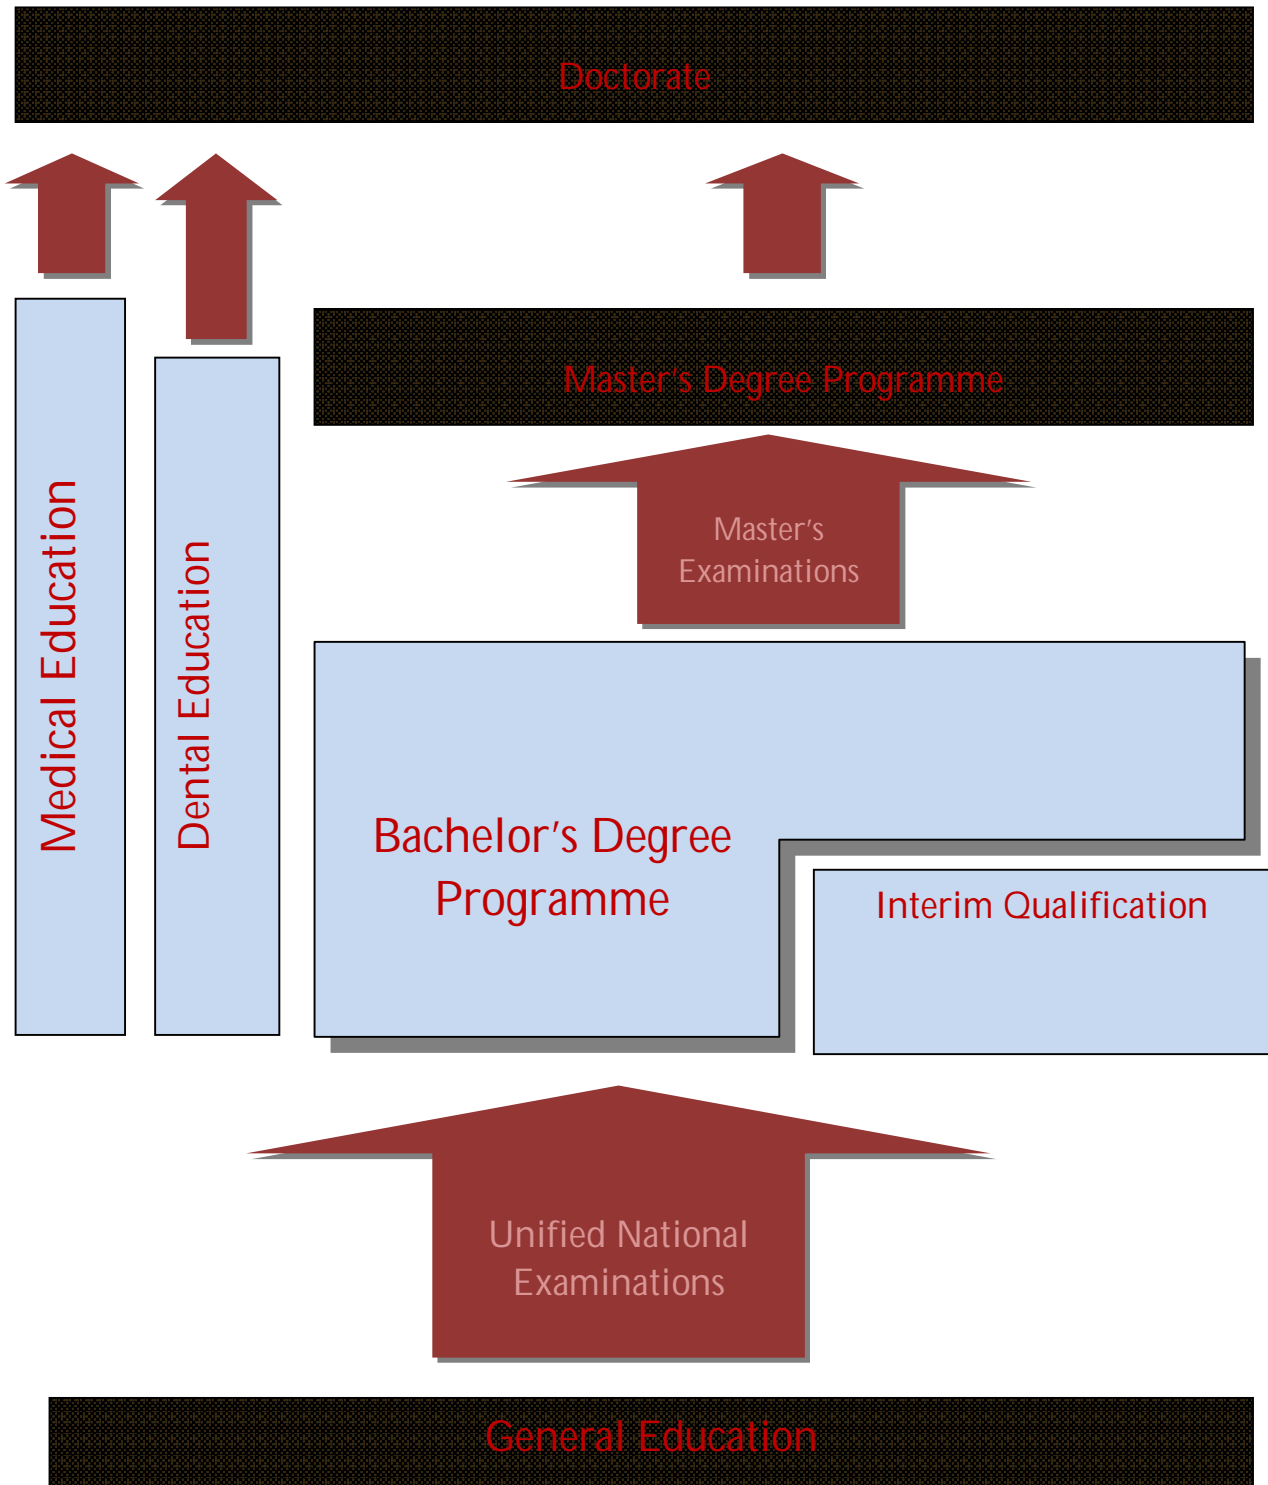 Doctorate
Master's Degree Programme
Master's
Examinations
Medical Education
Dental Education
Bachelor's Degree
Programme
Interim Qualification
Unified National
Examinations
General Education